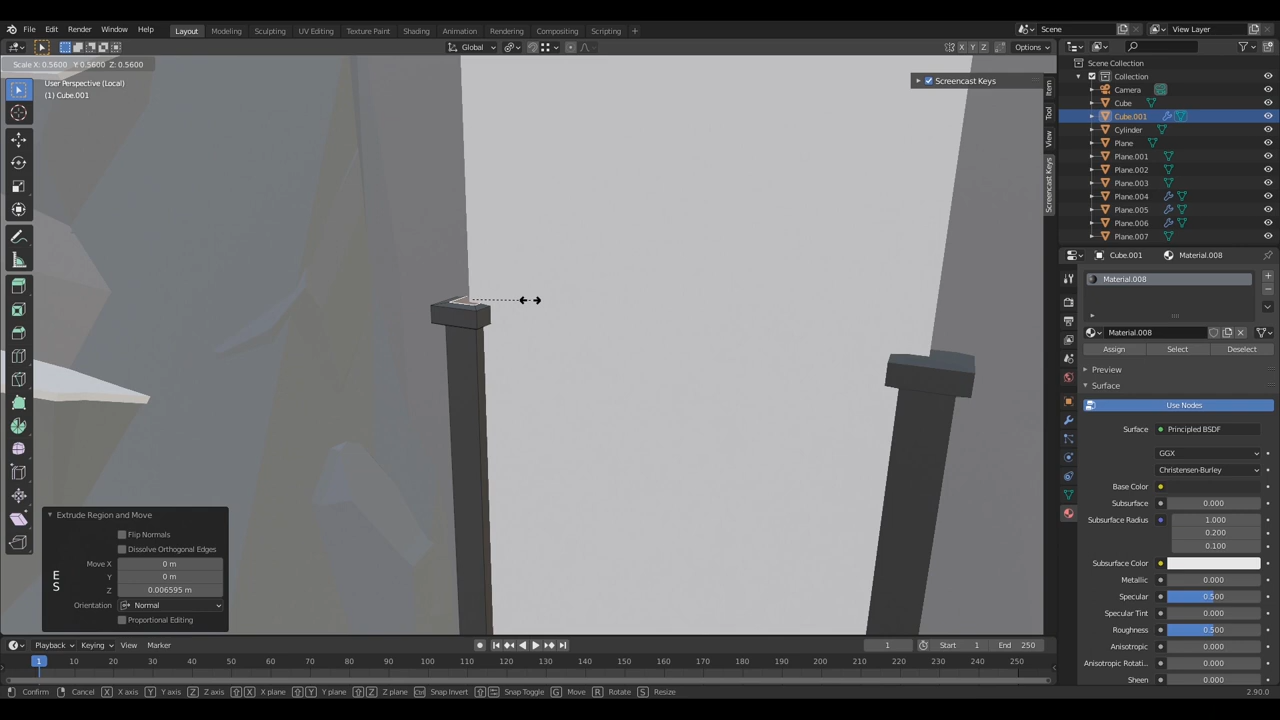 File Edit Render Window Help Layout Modeling Sculpting UV Editing Texture Paint Shading Animation Rendering Compositing Scripting Scene View Layer
Global X Y Z Options
Scale X: 0.5600 Y: 0.5600 Z: 0.5600
User Perspective (Local)
(1) Cube.001
Screencast Keys
Item
Tool
View
Screencast Keys
Scene Collection
Collection
Camera
Cube
Cube.001
Cylinder
Plane
Plane.001
Plane.002
Plane.003
Plane.004
Plane.005
Plane.006
Plane.007
Cube.001 Material.008
Material.008
Material.008
Assign Select Deselect
Preview
Surface
Use Nodes
Surface Principled BSDF
GGX
Christensen-Burley
Base Color
Subsurface 0.000
Subsurface Radius 1.000
0.200
0.100
Subsurface Color
Metallic 0.000
Specular 0.500
Specular Tint 0.000
Roughness 0.500
Anisotropic 0.000
Anisotropic Rotati... 0.000
Sheen 0.000
Extrude Region and Move
Flip Normals
Dissolve Orthogonal Edges
Move X 0 m
Y 0 m
Z 0.006595 m
Orientation Normal
Proportional Editing
E
S
Playback Keying View Marker 1 Start 1 End 250
1 10 20 30 40 50 60 70 80 90 100 110 120 130 140 150 160 170 180 190 200 210 220 230 240 250
Confirm Cancel X X axis Y Y axis Z Z axis X X plane Y Y plane Z Z plane Ctrl Snap Invert Snap Toggle G Move R Rotate S Resize 2.90.0